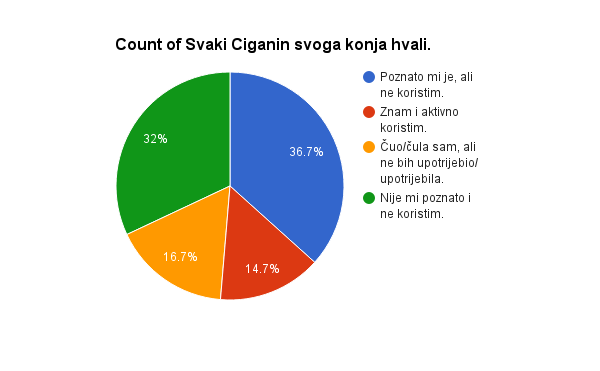 Count of Svaki Ciganin svoga konja hvali.
36.7%
14.7%
16.7%
32%
Poznato mi je, ali
ne koristim.
Znam i aktivno
koristim.
Čuo/čula sam, ali
ne bih upotrijebio/
upotrijebila.
Nije mi poznato i
ne koristim.